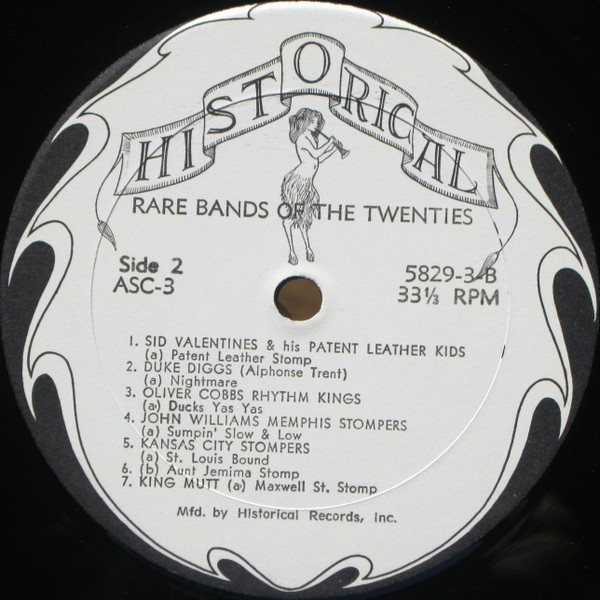 HISTORICAL
RARE BANDS OF THE TWENTIES
Side 2
ASC-3
5829-3-B
33⅓ RPM
1. SID VALENTINES & his PATENT LEATHER KIDS
(a) Patent Leather Stomp
2. DUKE DIGGS (Alphonse Trent)
(a) Nightmare
3. OLIVER COBBS RHYTHM KINGS
(a) Ducks Yas Yas
4. JOHN WILLIAMS MEMPHIS STOMPERS
(a) Sumpin' Slow & Low
5. KANSAS CITY STOMPERS
(a) St. Louis Bound
6. (b) Aunt Jemima Stomp
7. KING MUTT (a) Maxwell St. Stomp
Mfd. by Historical Records, Inc.